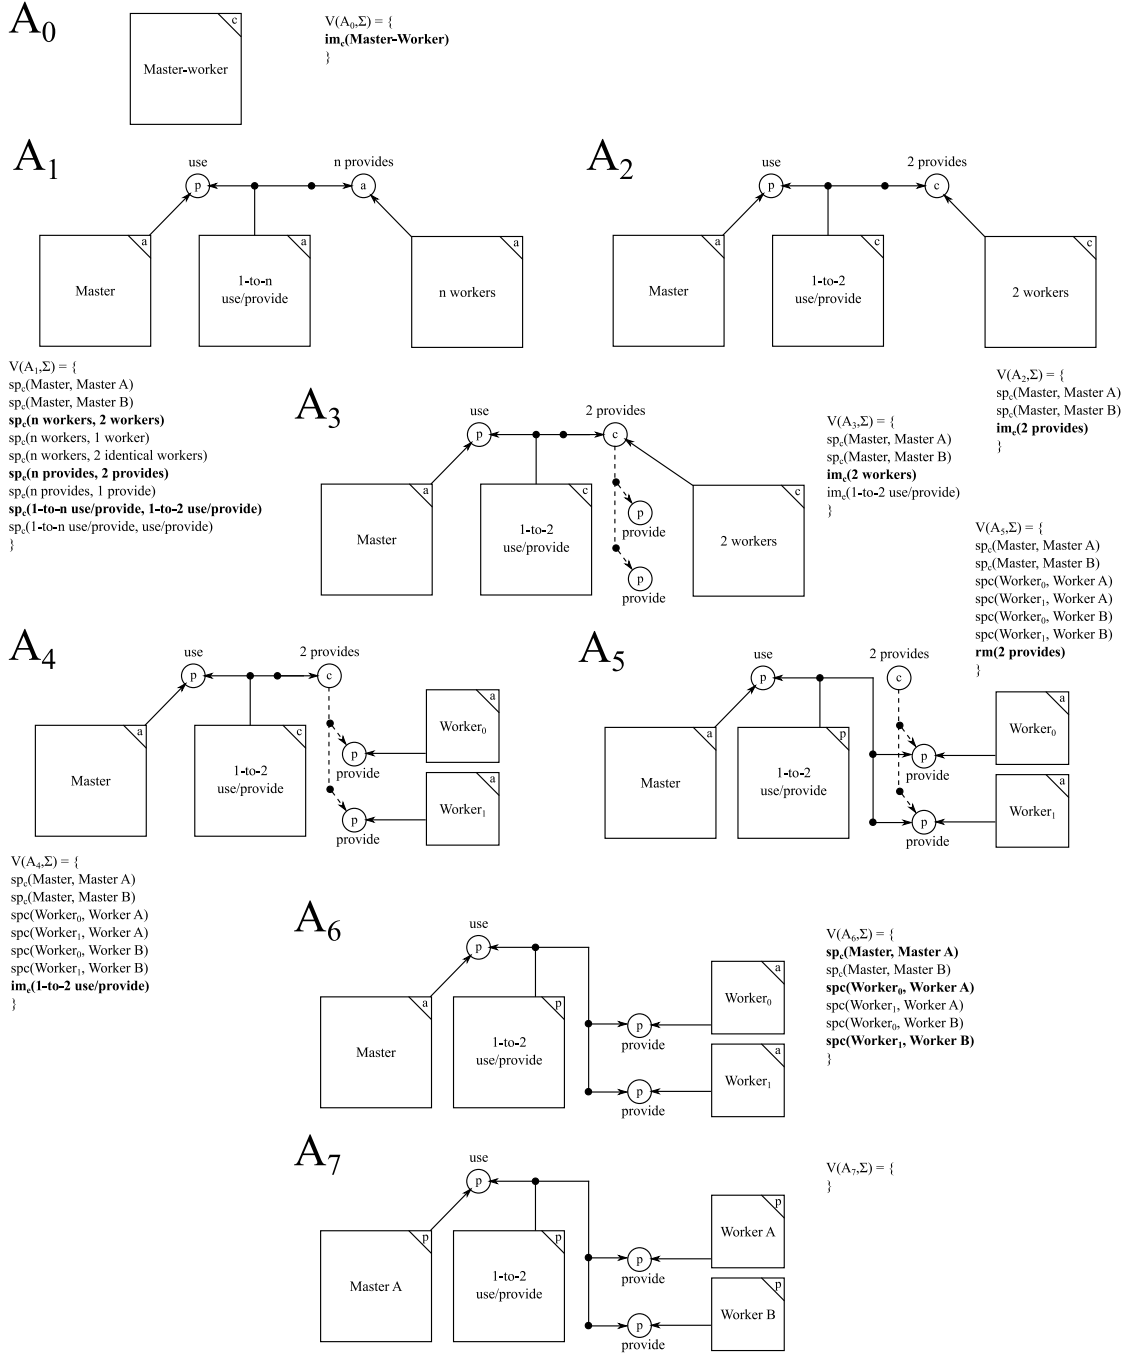 A0
c
Master-worker
V(A0,Σ) = {
imc(Master-Worker)
}
A1
use
n provides
p
a
a
a
a
Master
1-to-n
use/provide
n workers
V(A1,Σ) = {
spc(Master, Master A)
spc(Master, Master B)
spc(n workers, 2 workers)
spc(n workers, 1 worker)
spc(n workers, 2 identical workers)
spc(n provides, 2 provides)
spc(n provides, 1 provide)
spc(1-to-n use/provide, 1-to-2 use/provide)
spc(1-to-n use/provide, use/provide)
}
A2
use
2 provides
p
c
a
c
c
Master
1-to-2
use/provide
2 workers
V(A2,Σ) = {
spc(Master, Master A)
spc(Master, Master B)
imc(2 provides)
}
A3
use
2 provides
p
c
a
c
c
p
provide
Master
1-to-2
use/provide
2 workers
p
provide
V(A3,Σ) = {
spc(Master, Master A)
spc(Master, Master B)
imc(2 workers)
imc(1-to-2 use/provide)
}
A4
use
2 provides
p
c
a
Worker0
a
c
p
provide
Master
1-to-2
use/provide
a
Worker1
p
provide
V(A4,Σ) = {
spc(Master, Master A)
spc(Master, Master B)
spc(Worker0, Worker A)
spc(Worker1, Worker A)
spc(Worker0, Worker B)
spc(Worker1, Worker B)
imc(1-to-2 use/provide)
}
V(A5,Σ) = {
spc(Master, Master A)
spc(Master, Master B)
spc(Worker0, Worker A)
spc(Worker1, Worker A)
spc(Worker0, Worker B)
spc(Worker1, Worker B)
rm(2 provides)
}
A5
use
2 provides
p
c
a
Worker0
a
p
p
provide
Master
1-to-2
use/provide
a
Worker1
p
provide
A6
use
p
a
Worker0
a
p
p
provide
Master
1-to-2
use/provide
a
Worker1
p
provide
V(A6,Σ) = {
spc(Master, Master A)
spc(Master, Master B)
spc(Worker0, Worker A)
spc(Worker1, Worker A)
spc(Worker0, Worker B)
spc(Worker1, Worker B)
}
A7
use
p
p
Worker A
p
p
p
provide
Master A
1-to-2
use/provide
p
Worker B
p
provide
V(A7,Σ) = {
}